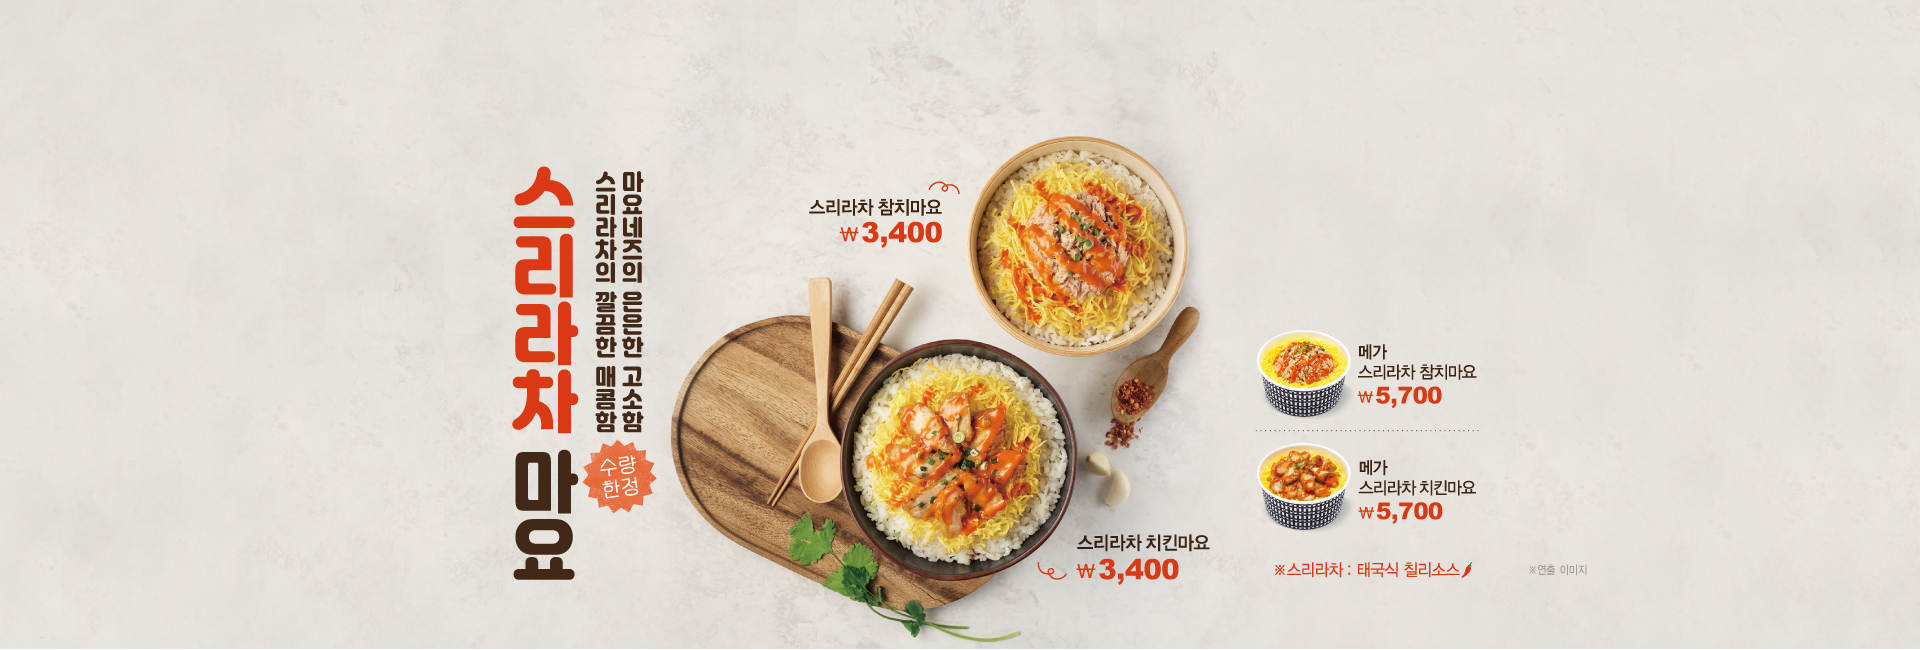 스리라차 마요
마요네즈의 은은한 고소함
스리라차의 깔끔한 매콤함
수량
한정
스리라차 참치마요
₩3,400
스리라차 치킨마요
₩3,400
메가
스리라차 참치마요
₩5,700
메가
스리라차 치킨마요
₩5,700
※스리라차 : 태국식 칠리소스
※연출 이미지